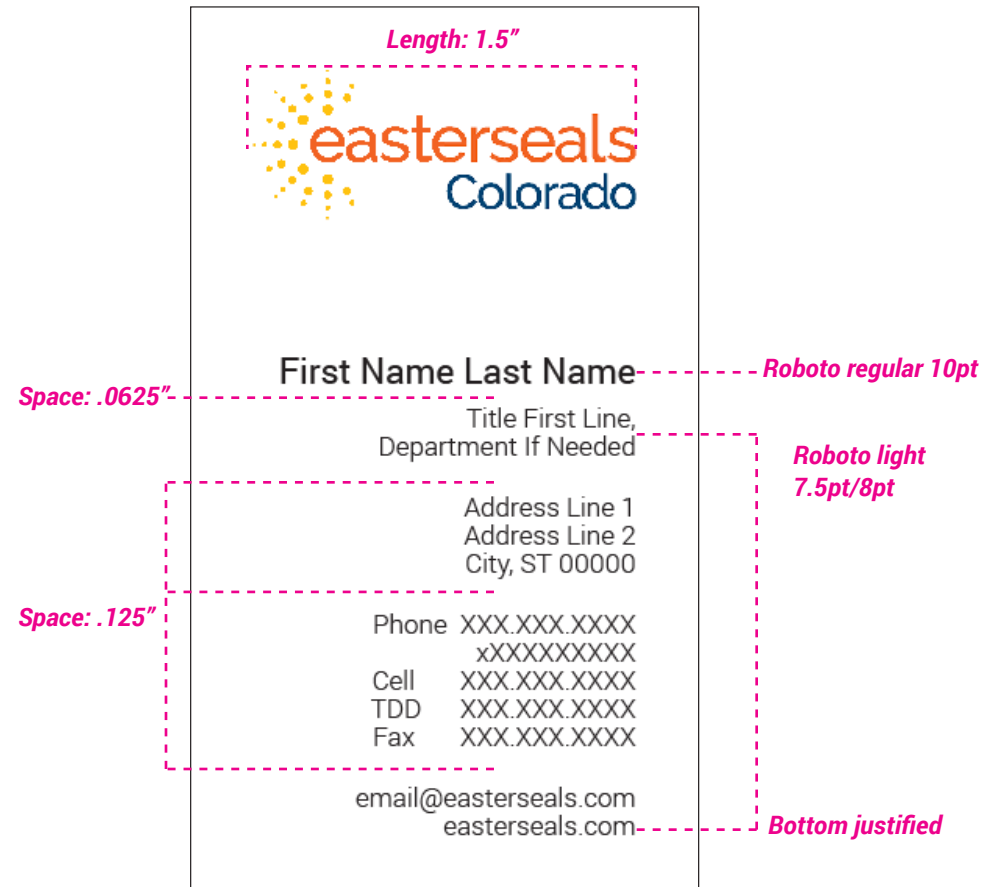 Length: 1.5”
easterseals
Colorado
First Name Last Name
Roboto regular 10pt
Space: .0625”
Title First Line,
Department If Needed
Roboto light
7.5pt/8pt
Address Line 1
Address Line 2
City, ST 00000
Space: .125”
Phone XXX.XXX.XXXX
xXXXXXXXXX
Cell XXX.XXX.XXXX
TDD XXX.XXX.XXXX
Fax XXX.XXX.XXXX
email@easterseals.com
easterseals.com
Bottom justified